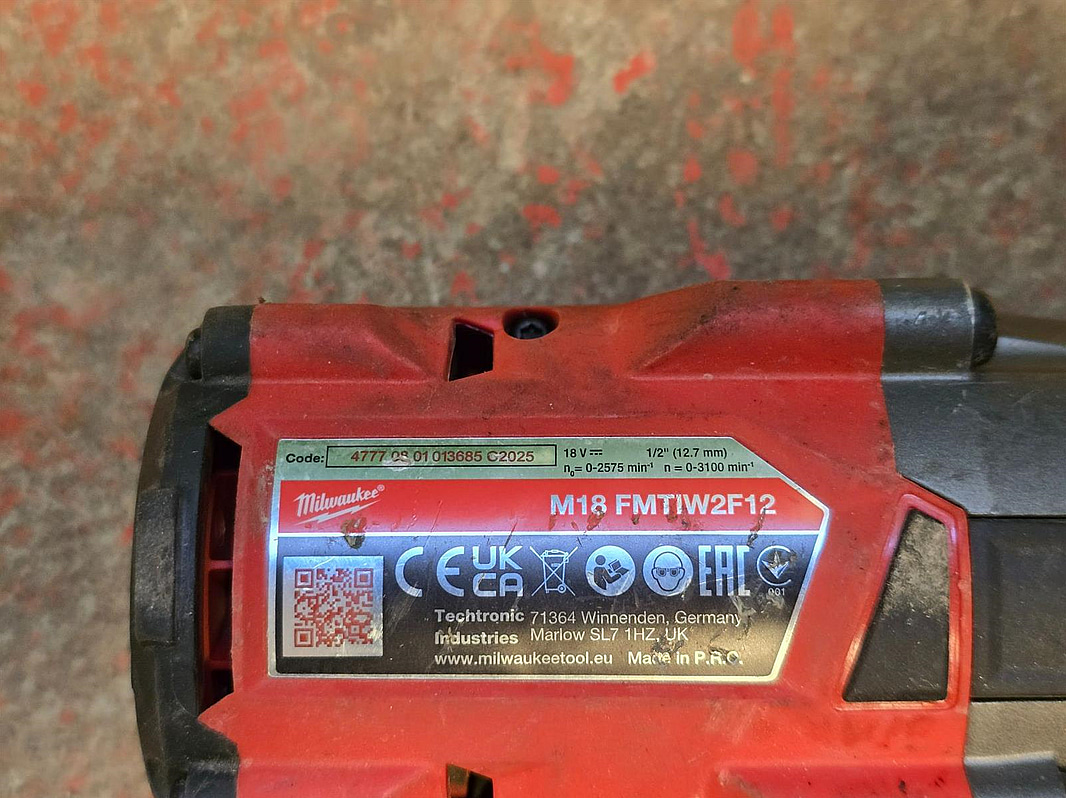 Code: 4777 08 01 013685 C2025
18 V ⎓ 1/2" (12.7 mm)
n₀= 0-2575 min⁻¹ n = 0-3100 min⁻¹
Milwaukee®
M18 FMTIW2F12
CE UK CA EAC
001
Techtronic Industries
71364 Winnenden, Germany
Marlow SL7 1HZ, UK
www.milwaukeetool.eu Made in P.R.C.